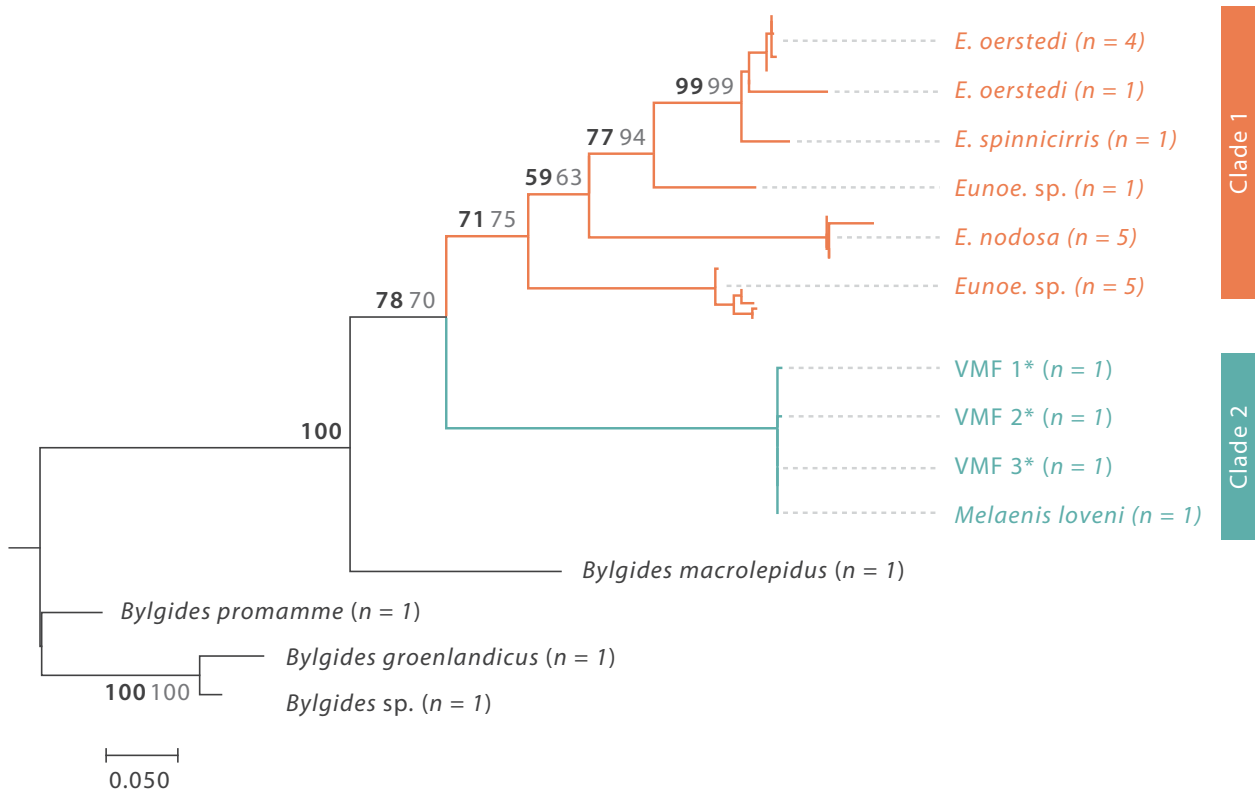 E. oerstedi (n = 4)
99 99
E. oerstedi (n = 1)
77 94
E. spinnicirris (n = 1)
59 63
Eunoe. sp. (n = 1)
71 75
E. nodosa (n = 5)
Eunoe. sp. (n = 5)
Clade 1
78 70
VMF 1* (n = 1)
VMF 2* (n = 1)
100
VMF 3* (n = 1)
Melaenis loveni (n = 1)
Clade 2
Bylgides macrolepidus (n = 1)
Bylgides promamme (n = 1)
Bylgides groenlandicus (n = 1)
100 100
Bylgides sp. (n = 1)
0.050